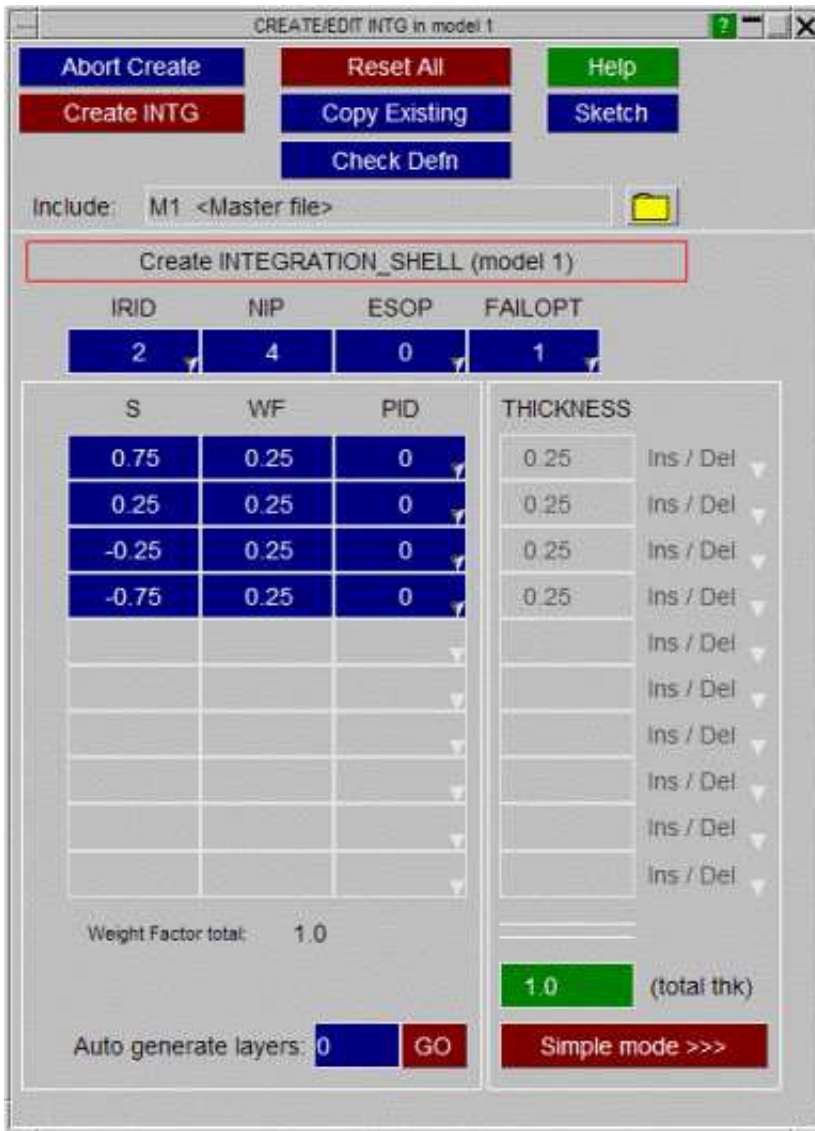 CREATE/EDIT INTG in model 1 ?
Abort Create Reset All Help
Create INTG Copy Existing Sketch
Check Defn
Include: M1 <Master file>
Create INTEGRATION_SHELL (model 1)
IRID NIP ESOP FAILOPT
2 4 0 1
S WF PID THICKNESS
0.75 0.25 0 0.25 Ins / Del
0.25 0.25 0 0.25 Ins / Del
-0.25 0.25 0 0.25 Ins / Del
-0.75 0.25 0 0.25 Ins / Del
Ins / Del
Ins / Del
Ins / Del
Ins / Del
Ins / Del
Ins / Del
Weight Factor total: 1.0
1.0 (total thk)
Auto generate layers: 0 GO Simple mode >>>